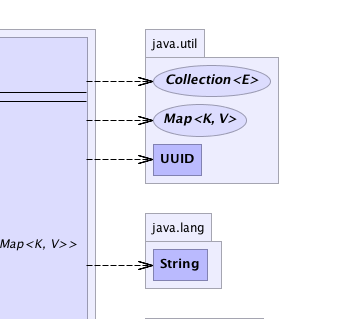 java.util
Collection<E>
Map<K, V>
UUID
java.lang
Map<K, V>>
String